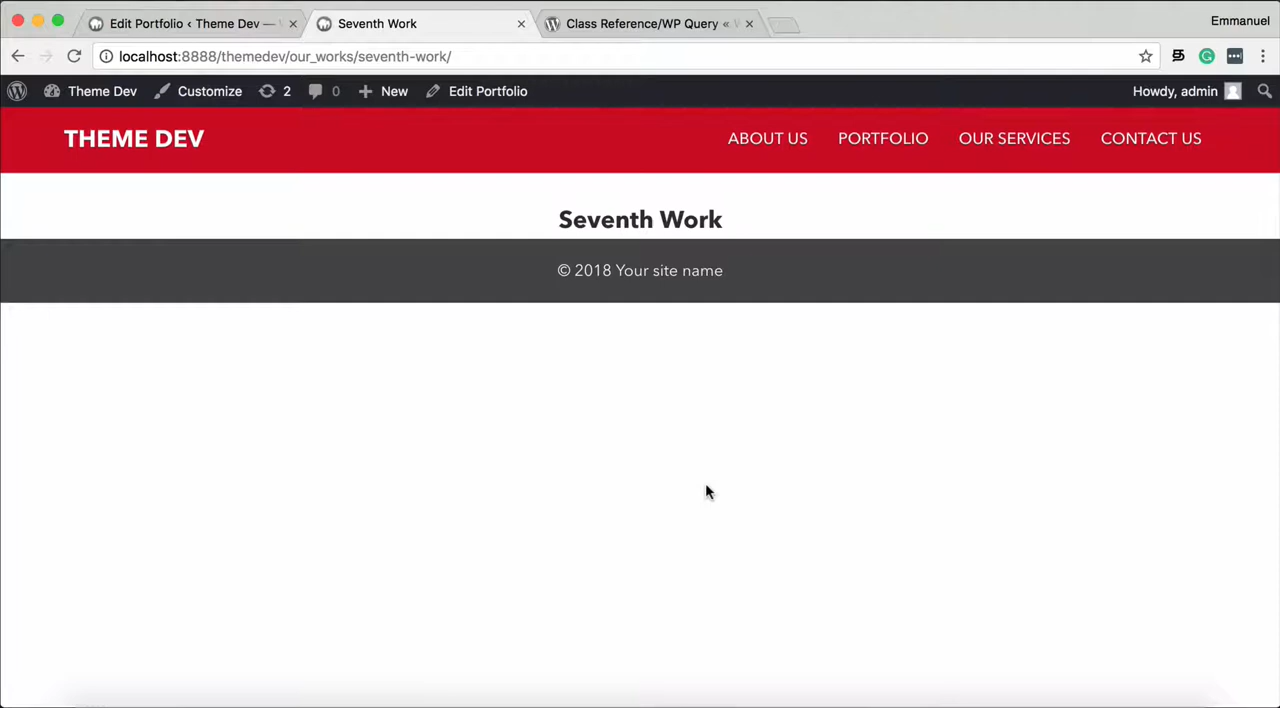 Edit Portfolio ‹ Theme Dev —
Seventh Work
Class Reference/WP Query «
Emmanuel
localhost:8888/themedev/our_works/seventh-work/
Theme Dev
Customize
2
0
New
Edit Portfolio
Howdy, admin
THEME DEV
ABOUT US
PORTFOLIO
OUR SERVICES
CONTACT US
Seventh Work
© 2018 Your site name